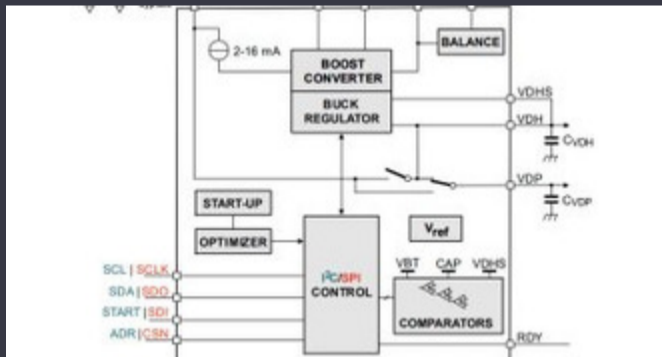 2-16 mA
BALANCE
BOOST
CONVERTER
BUCK
REGULATOR
VDHS
VDH
CVDH
VDP
CVDP
START-UP
OPTIMIZER
Vref
SCL | SCLK
SDA | SDO
START | SDI
ADR | CSN
I²C/SPI
CONTROL
VBT CAP VDHS
COMPARATORS
RDY